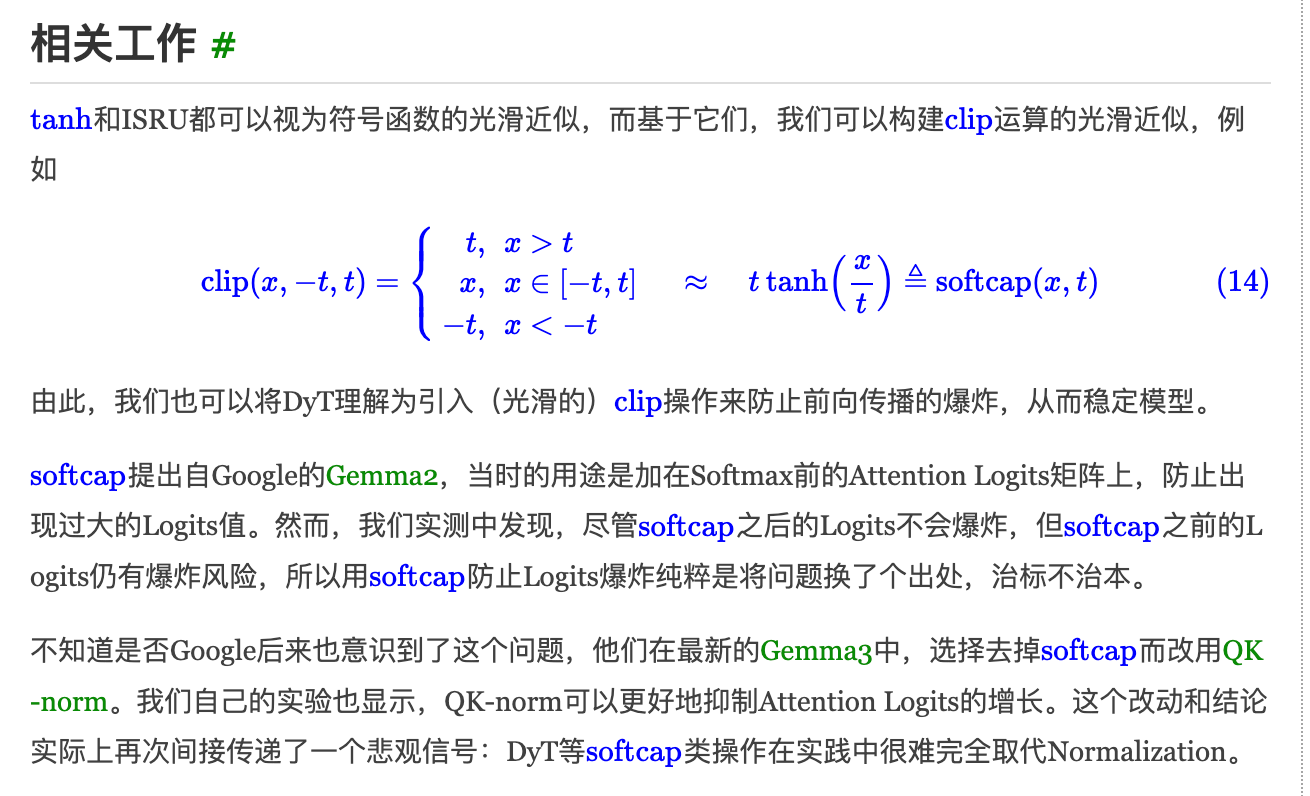 相关工作 #
tanh和ISRU都可以视为符号函数的光滑近似，而基于它们，我们可以构建clip运算的光滑近似，例
如
clip(x, −t, t) = { t, x > t; x, x ∈ [−t, t]; −t, x < −t ≈ t tanh(x/t) ≜ softcap(x, t) (14)
由此，我们也可以将DyT理解为引入（光滑的）clip操作来防止前向传播的爆炸，从而稳定模型。
softcap提出自Google的Gemma2，当时的用途是加在Softmax前的Attention Logits矩阵上，防止出
现过大的Logits值。然而，我们实测中发现，尽管softcap之后的Logits不会爆炸，但softcap之前的L
ogits仍有爆炸风险，所以用softcap防止Logits爆炸纯粹是将问题换了个出处，治标不治本。
不知道是否Google后来也意识到了这个问题，他们在最新的Gemma3中，选择去掉softcap而改用QK
-norm。我们自己的实验也显示，QK-norm可以更好地抑制Attention Logits的增长。这个改动和结论
实际上再次间接传递了一个悲观信号：DyT等softcap类操作在实践中很难完全取代Normalization。